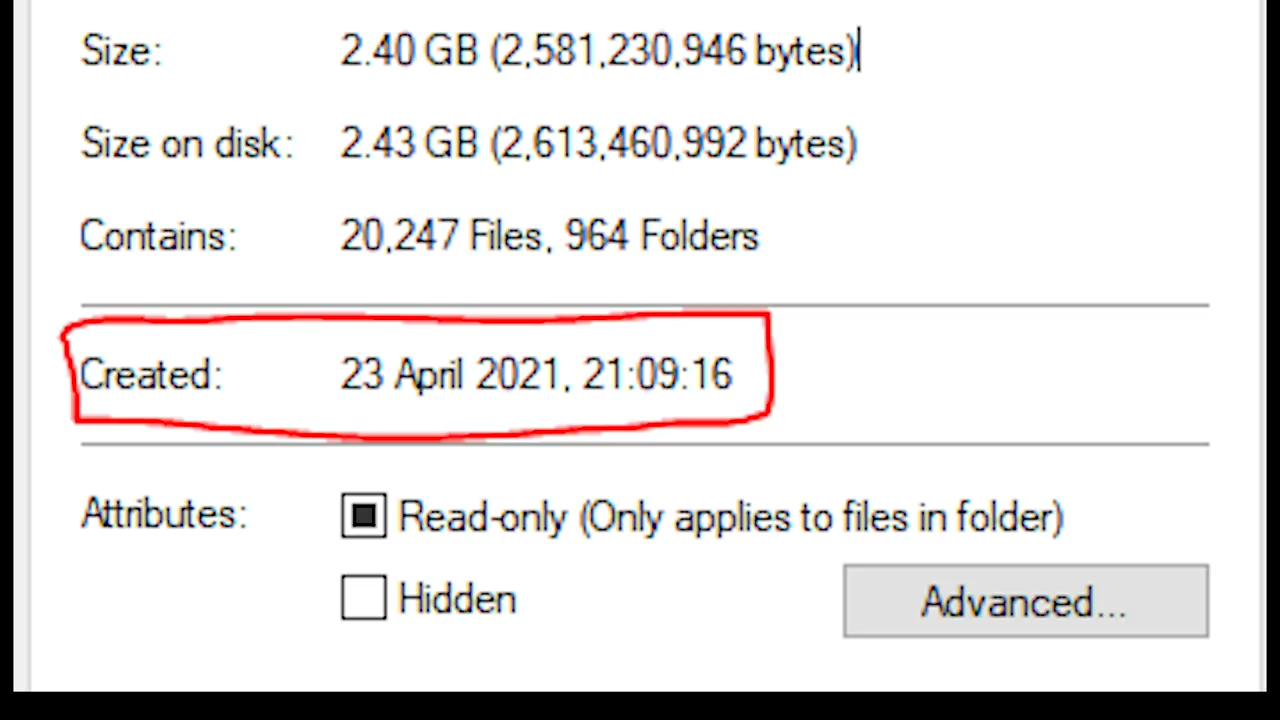 Size: 2.40 GB (2,581,230,946 bytes)
Size on disk: 2.43 GB (2,613,460,992 bytes)
Contains: 20,247 Files, 964 Folders
Created: 23 April 2021, 21:09:16
Attributes: Read-only (Only applies to files in folder)
Hidden
Advanced...